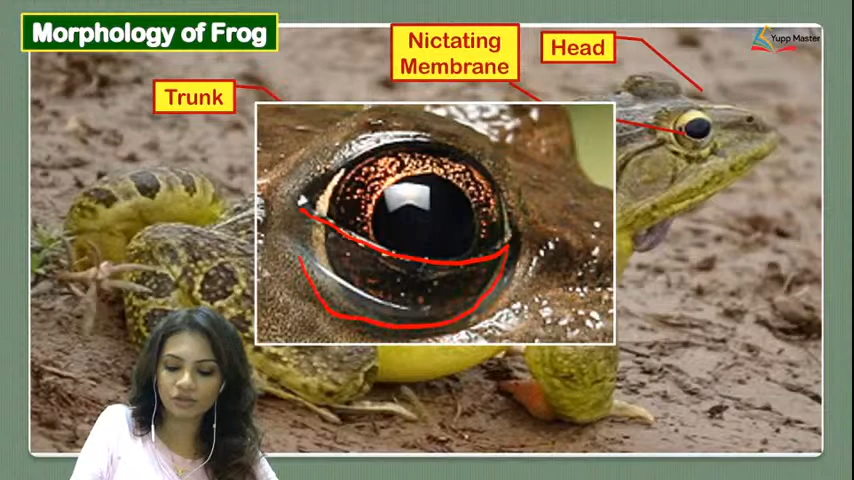 Morphology of Frog
Nictating
Membrane
Head
Yupp Master
Trunk